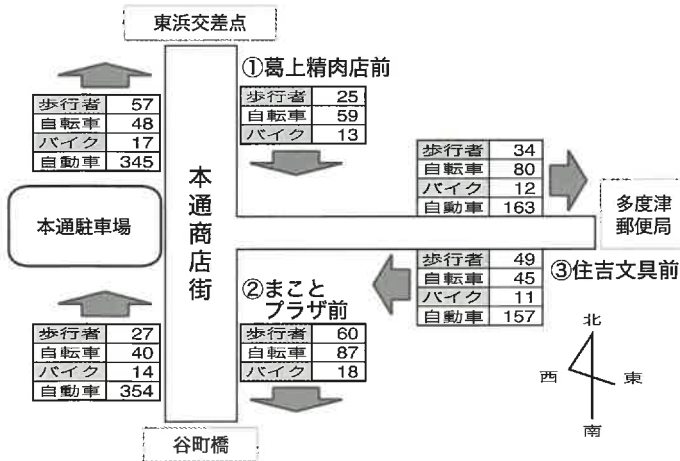 東浜交差点
①葛上精肉店前
歩行者 57
自転車 48
バイク 17
自動車 345
歩行者 25
自転車 59
バイク 13
歩行者 34
自転車 80
バイク 12
自動車 163
本通商店街
本通駐車場
多度津
郵便局
歩行者 49
自転車 45
バイク 11
自動車 157
③住吉文具前
②まこと
プラザ前
歩行者 27
自転車 40
バイク 14
自動車 354
歩行者 60
自転車 87
バイク 18
北
西
東
南
谷町橋